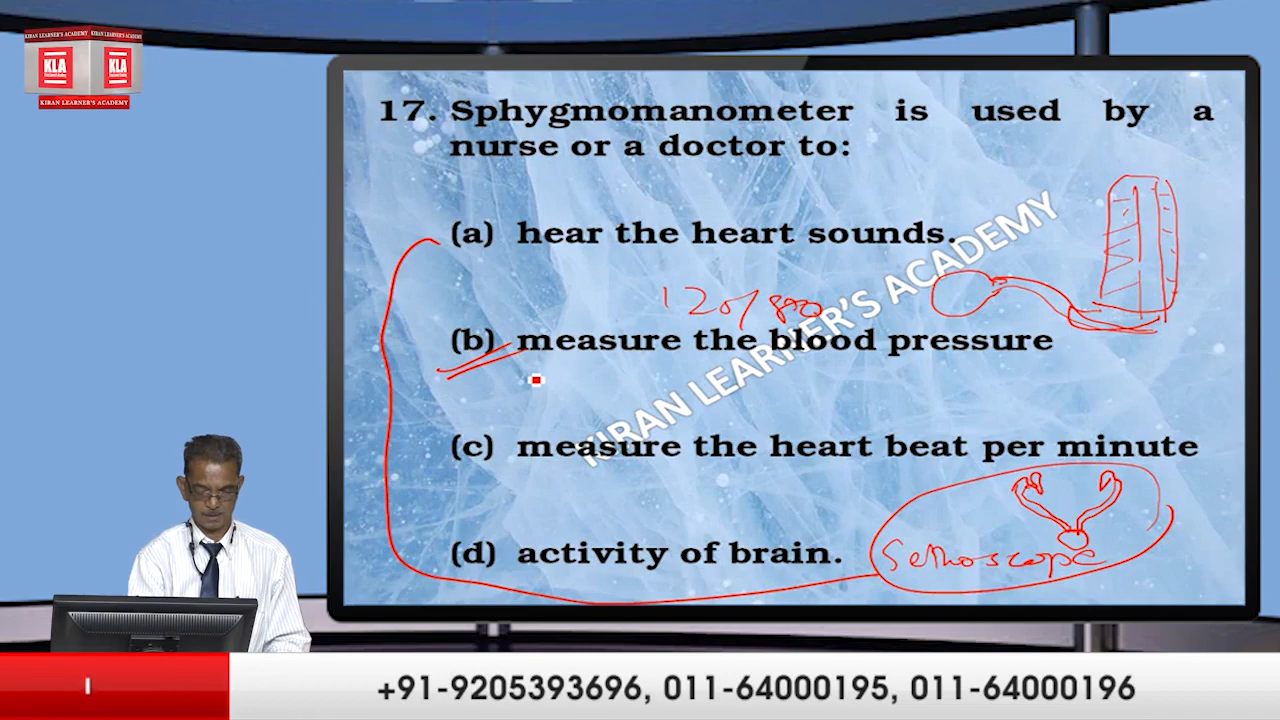 KIRAN LEARNER'S ACADEMY KIRAN LEARNER'S ACADEMY
KLA KLA
KIRAN LEARNER'S ACADEMY
17. Sphygmomanometer is used by a
nurse or a doctor to:
(a) hear the heart sounds.
120/80
(b) measure the blood pressure
(c) measure the heart beat per minute
(d) activity of brain.
Sethoscope
KIRAN LEARNER'S ACADEMY
+91-9205393696, 011-64000195, 011-64000196